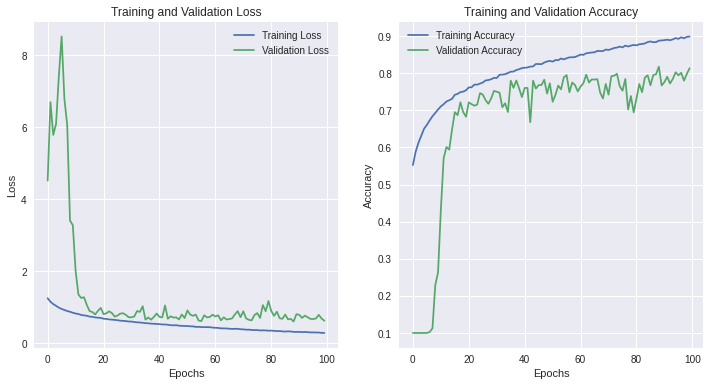 Training and Validation Loss
Training Loss
Validation Loss
8
6
4
2
0
Loss
0 20 40 60 80 100
Epochs
Training and Validation Accuracy
Training Accuracy
Validation Accuracy
0.9
0.8
0.7
0.6
0.5
0.4
0.3
0.2
0.1
Accuracy
0 20 40 60 80 100
Epochs